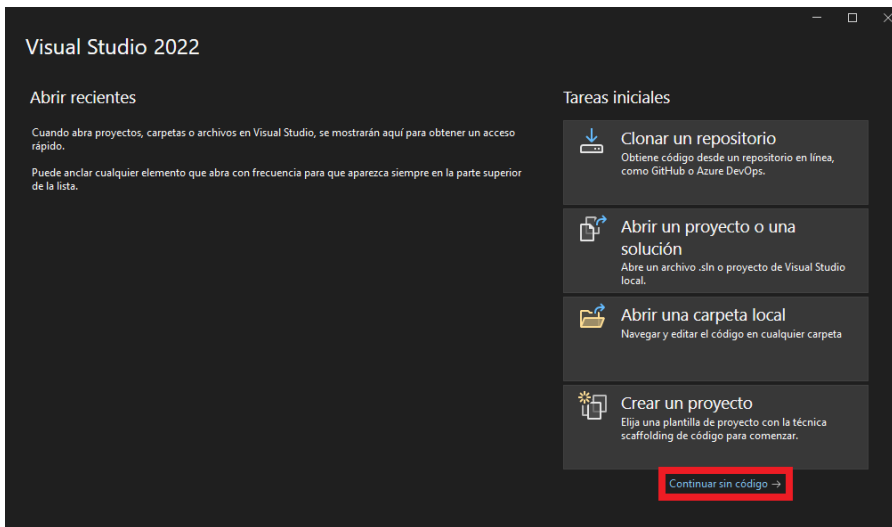 Visual Studio 2022
Abrir recientes
Cuando abra proyectos, carpetas o archivos en Visual Studio, se mostrarán aquí para obtener un acceso
rápido.
Puede anclar cualquier elemento que abra con frecuencia para que aparezca siempre en la parte superior
de la lista.
Tareas iniciales
Clonar un repositorio
Obtiene código desde un repositorio en línea,
como GitHub o Azure DevOps.
Abrir un proyecto o una
solución
Abre un archivo .sln o proyecto de Visual Studio
local.
Abrir una carpeta local
Navegar y editar el código en cualquier carpeta
Crear un proyecto
Elija una plantilla de proyecto con la técnica
scaffolding de código para comenzar.
Continuar sin código →